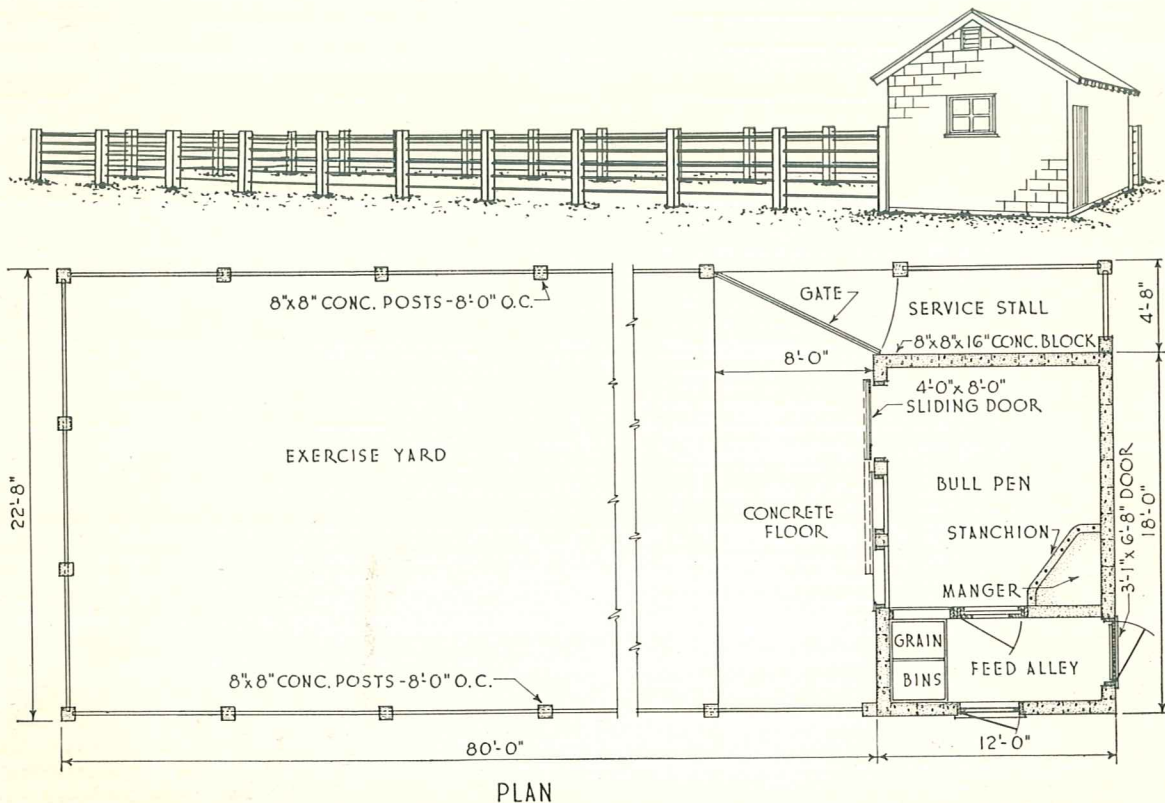 8"x8" CONC. POSTS-8'-0" O.C.
GATE
SERVICE STALL
4'-8"
8"x8"x16" CONC. BLOCK
8'-0"
4'-0"x 8'-0"
SLIDING DOOR
EXERCISE YARD
22'-8"
BULL PEN
CONCRETE
FLOOR
STANCHION
MANGER
3'-1"x 6'-8" DOOR
18'-0"
GRAIN
BINS
FEED ALLEY
8"x8" CONC. POSTS-8'-0" O.C.
80'-0"
12'-0"
PLAN